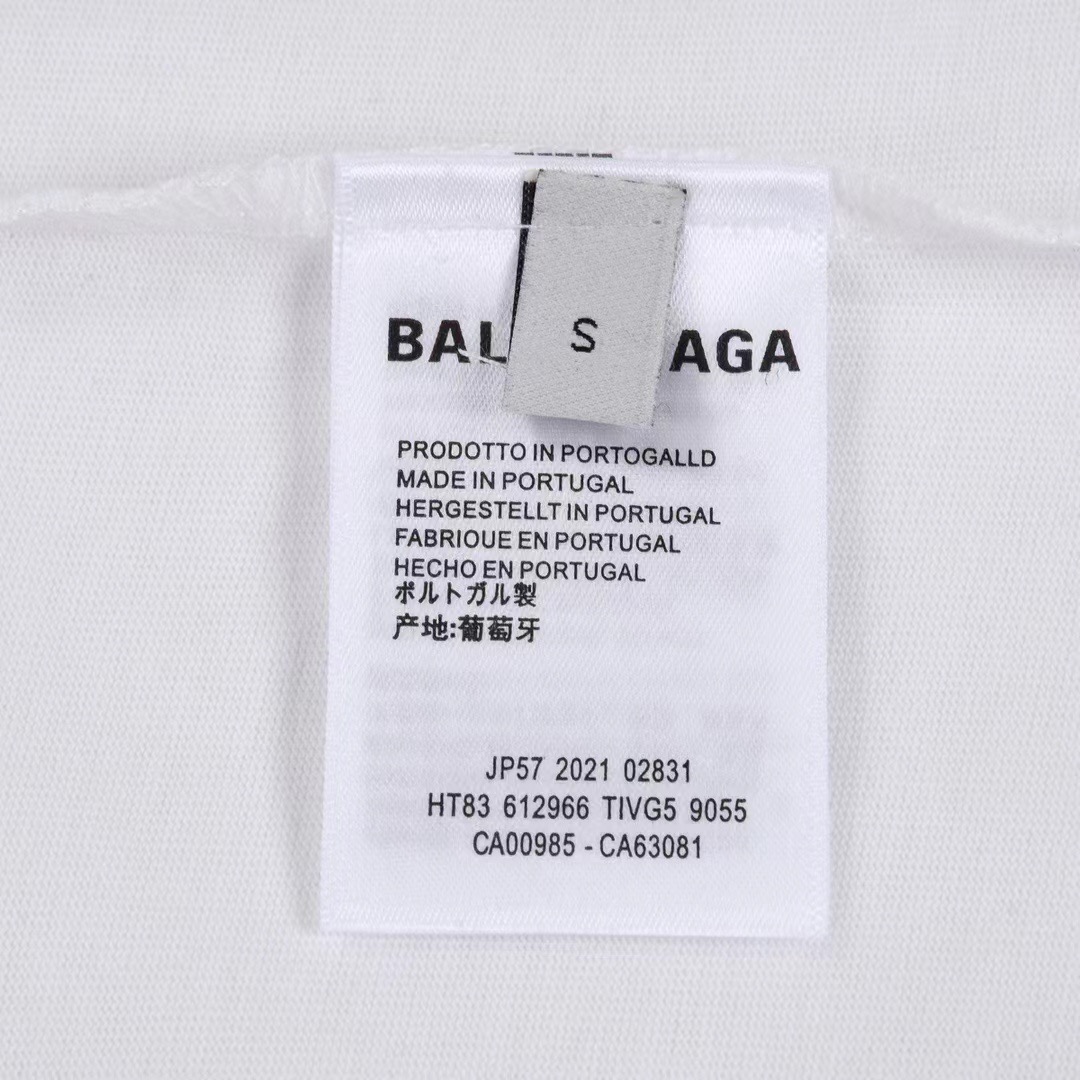 BAL AGA
S
PRODOTTO IN PORTOGALLD
MADE IN PORTUGAL
HERGESTELLT IN PORTUGAL
FABRIOUE EN PORTUGAL
HECHO EN PORTUGAL
ポルトガル製
产地:葡萄牙
JP57 2021 02831
HT83 612966 TIVG5 9055
CA00985 - CA63081